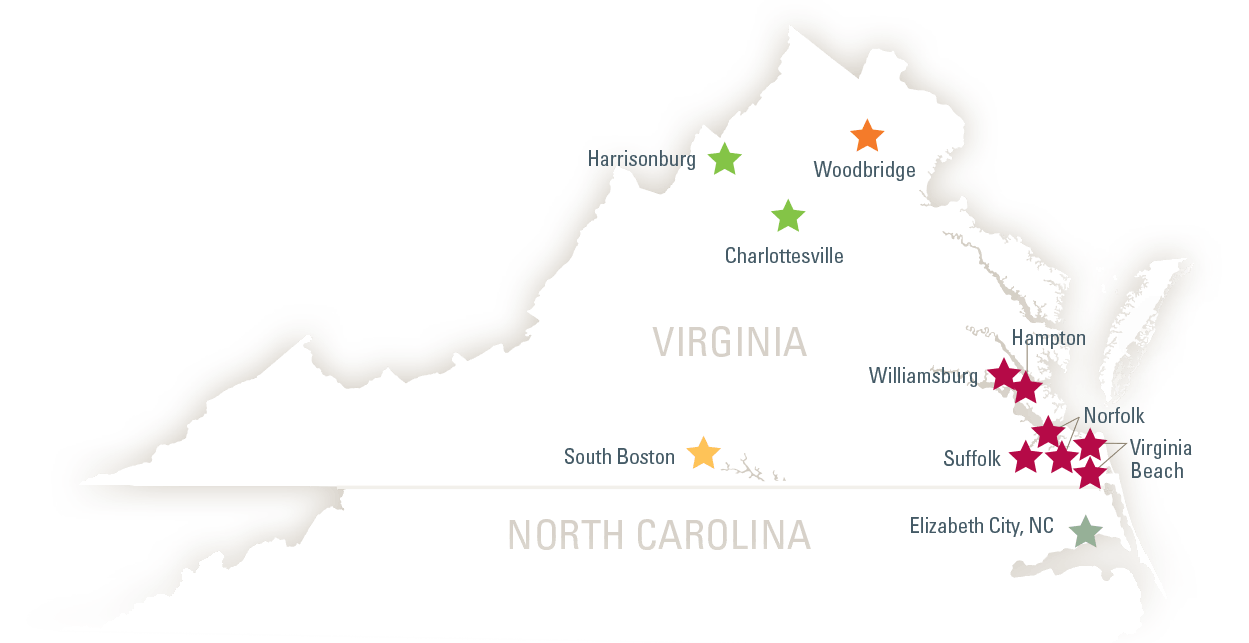 Harrisonburg
Woodbridge
Charlottesville
VIRGINIA
Hampton
Williamsburg
Norfolk
Virginia
Beach
South Boston
Suffolk
Elizabeth City, NC
NORTH CAROLINA